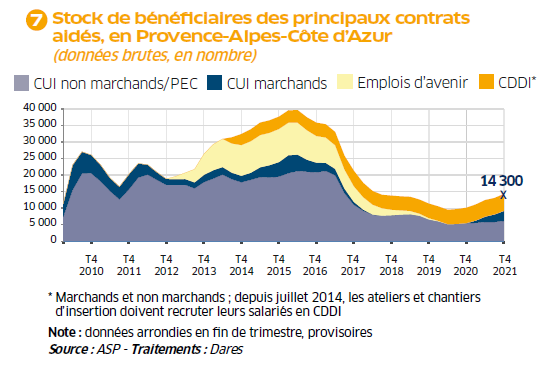 7 Stock de bénéficiaires des principaux contrats
aidés, en Provence-Alpes-Côte d'Azur
(données brutes, en nombre)
CUI non marchands/PEC CUI marchands Emplois d'avenir CDDI*
40 000
35 000
30 000
25 000
20 000
15 000
10 000
5 000
0
14 300
T4 T4 T4 T4 T4 T4 T4 T4 T4 T4 T4 T4
2010 2011 2012 2013 2014 2015 2016 2017 2018 2019 2020 2021
* Marchands et non marchands ; depuis juillet 2014, les ateliers et chantiers
d'insertion doivent recruter leurs salariés en CDDI
Note : données arrondies en fin de trimestre, provisoires
Source : ASP - Traitements : Dares